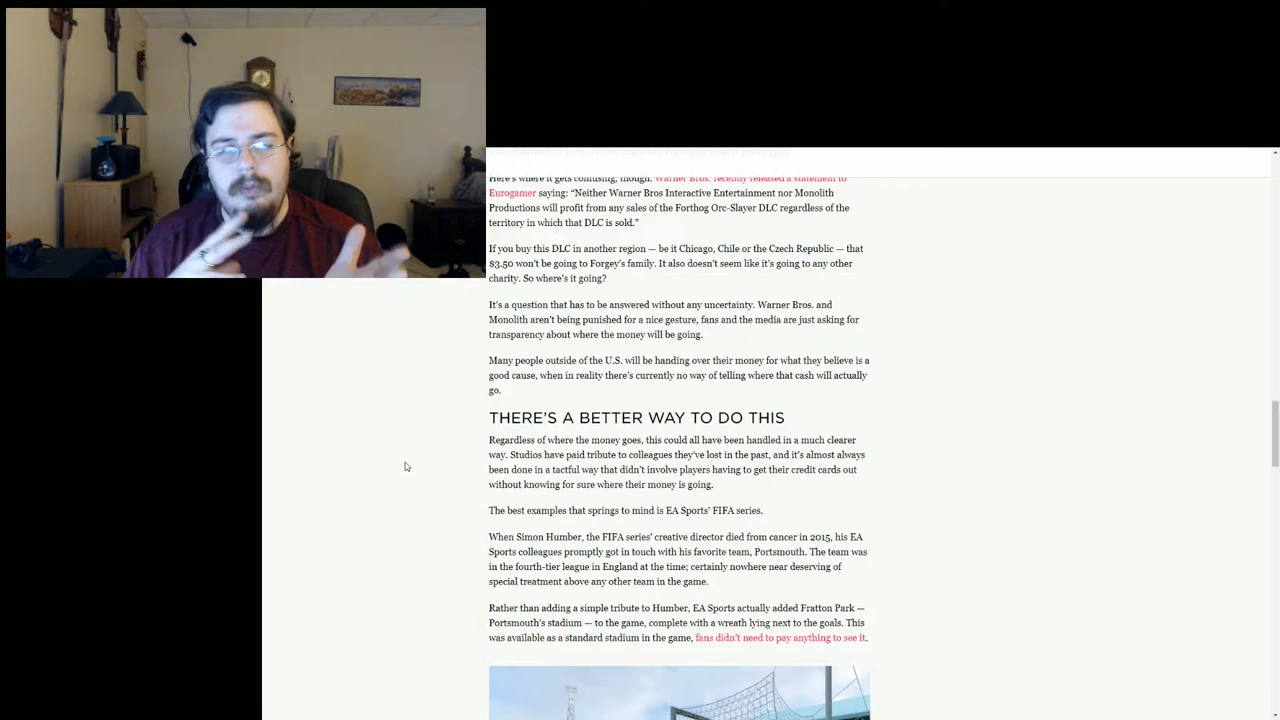 Here's where it gets confusing, though. Warner Bros. recently released a statement to
Eurogamer saying: “Neither Warner Bros Interactive Entertainment nor Monolith
Productions will profit from any sales of the Forthog Orc-Slayer DLC regardless of the
territory in which that DLC is sold.”
If you buy this DLC in another region — be it Chicago, Chile or the Czech Republic — that
$3.50 won't be going to Forgey's family. It also doesn't seem like it's going to any other
charity. So where's it going?
It's a question that has to be answered without any uncertainty. Warner Bros. and
Monolith aren't being punished for a nice gesture, fans and the media are just asking for
transparency about where the money will be going.
Many people outside of the U.S. will be handing over their money for what they believe is a
good cause, when in reality there's currently no way of telling where that cash will actually
go.
THERE'S A BETTER WAY TO DO THIS
Regardless of where the money goes, this could all have been handled in a much clearer
way. Studios have paid tribute to colleagues they've lost in the past, and it's almost always
been done in a tactful way that didn't involve players having to get their credit cards out
without knowing for sure where their money is going.
The best examples that springs to mind is EA Sports' FIFA series.
When Simon Humber, the FIFA series' creative director died from cancer in 2015, his EA
Sports colleagues promptly got in touch with his favorite team, Portsmouth. The team was
in the fourth-tier league in England at the time; certainly nowhere near deserving of
special treatment above any other team in the game.
Rather than adding a simple tribute to Humber, EA Sports actually added Fratton Park —
Portsmouth's stadium — to the game, complete with a wreath lying next to the goals. This
was available as a standard stadium in the game, fans didn't need to pay anything to see it.